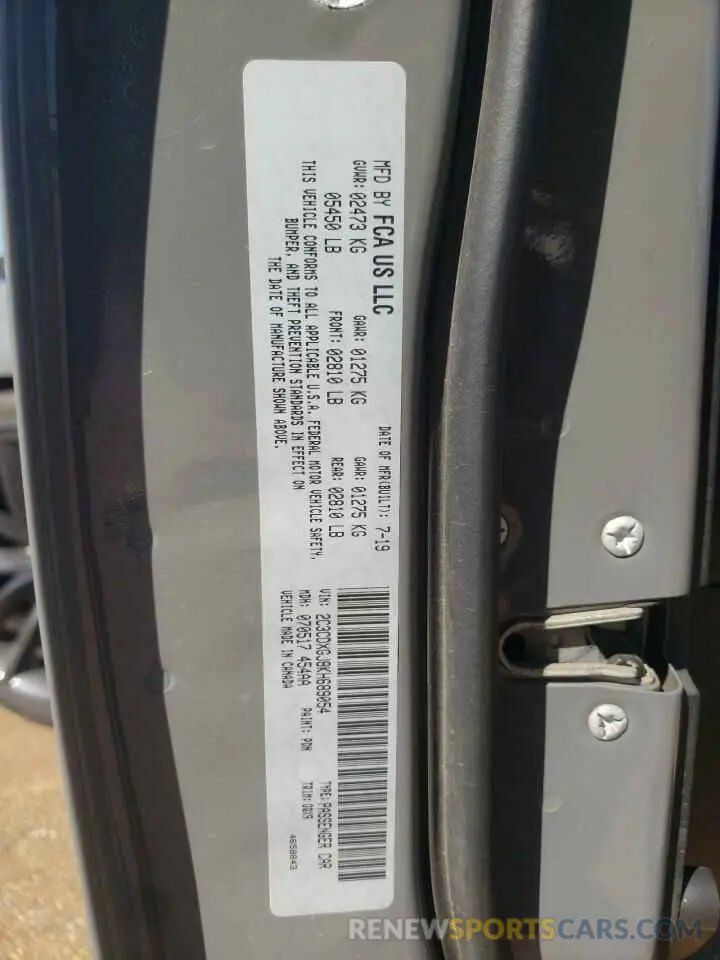 MFD BY FCA US LLC
DATE OF MFR(BUILT): 7-19
GVWR: 02473 KG GAWR: 01275 KG GAWR: 01275 KG
05450 LB FRONT: 02810 LB REAR: 02810 LB
THIS VEHICLE CONFORMS TO ALL APPLICABLE U.S.A. FEDERAL MOTOR VEHICLE SAFETY,
BUMPER, AND THEFT PREVENTION STANDARDS IN EFFECT ON
THE DATE OF MANUFACTURE SHOWN ABOVE.
VIN: 2C3CDXGJ8KH689054 TYPE: PASSENGER CAR
MDH: 070517 454AA PAINT: PDN TRIM:
VEHICLE MADE IN CANADA
RENEWSPORTSCARS.COM